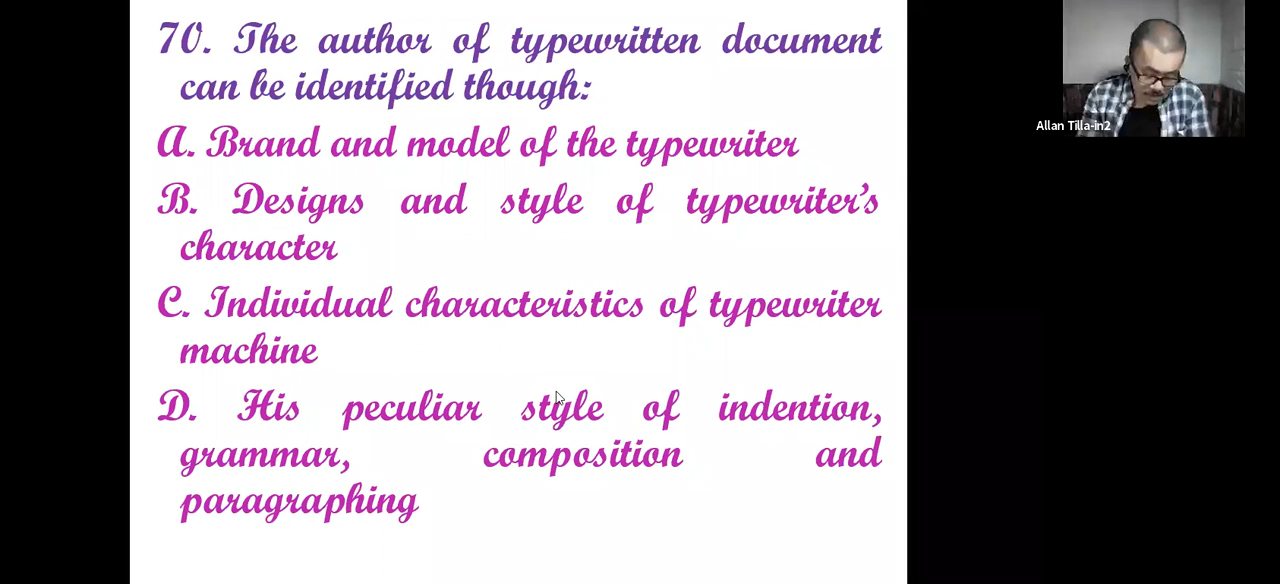 70. The author of typewritten document
can be identified though:
A. Brand and model of the typewriter
B. Designs and style of typewriter's
character
C. Individual characteristics of typewriter
machine
D. His peculiar style of indention,
grammar, composition and
paragraphing
Allan Tilla-in2